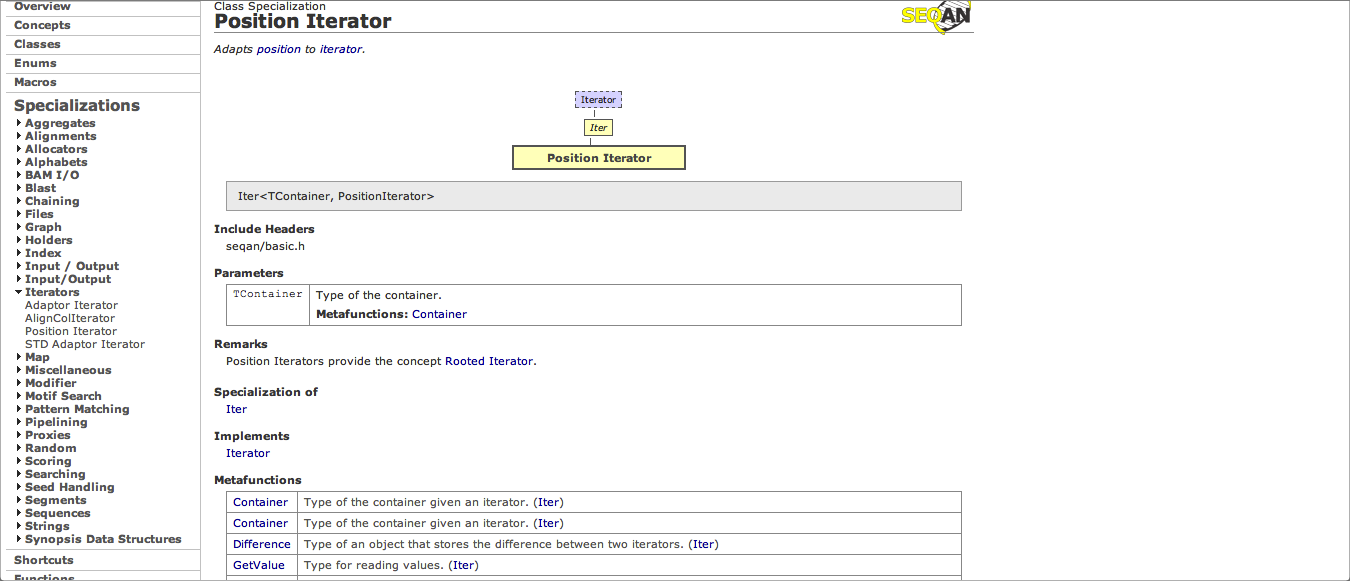 Overview
Concepts
Classes
Enums
Macros
Specializations
Aggregates
Alignments
Allocators
Alphabets
BAM I/O
Blast
Chaining
Files
Graph
Holders
Index
Input / Output
Input/Output
Iterators
Adaptor Iterator
AlignColIterator
Position Iterator
STD Adaptor Iterator
Map
Miscellaneous
Modifier
Motif Search
Pattern Matching
Pipelining
Proxies
Random
Scoring
Searching
Seed Handling
Segments
Sequences
Strings
Synopsis Data Structures
Shortcuts
Functions
Class Specialization
Position Iterator
SEQAN
Adapts position to iterator.
Iterator
Iter
Position Iterator
Iter<TContainer, PositionIterator>
Include Headers
seqan/basic.h
Parameters
TContainer Type of the container.
Metafunctions: Container
Remarks
Position Iterators provide the concept Rooted Iterator.
Specialization of
Iter
Implements
Iterator
Metafunctions
Container Type of the container given an iterator. (Iter)
Container Type of the container given an iterator. (Iter)
Difference Type of an object that stores the difference between two iterators. (Iter)
GetValue Type for reading values. (Iter)